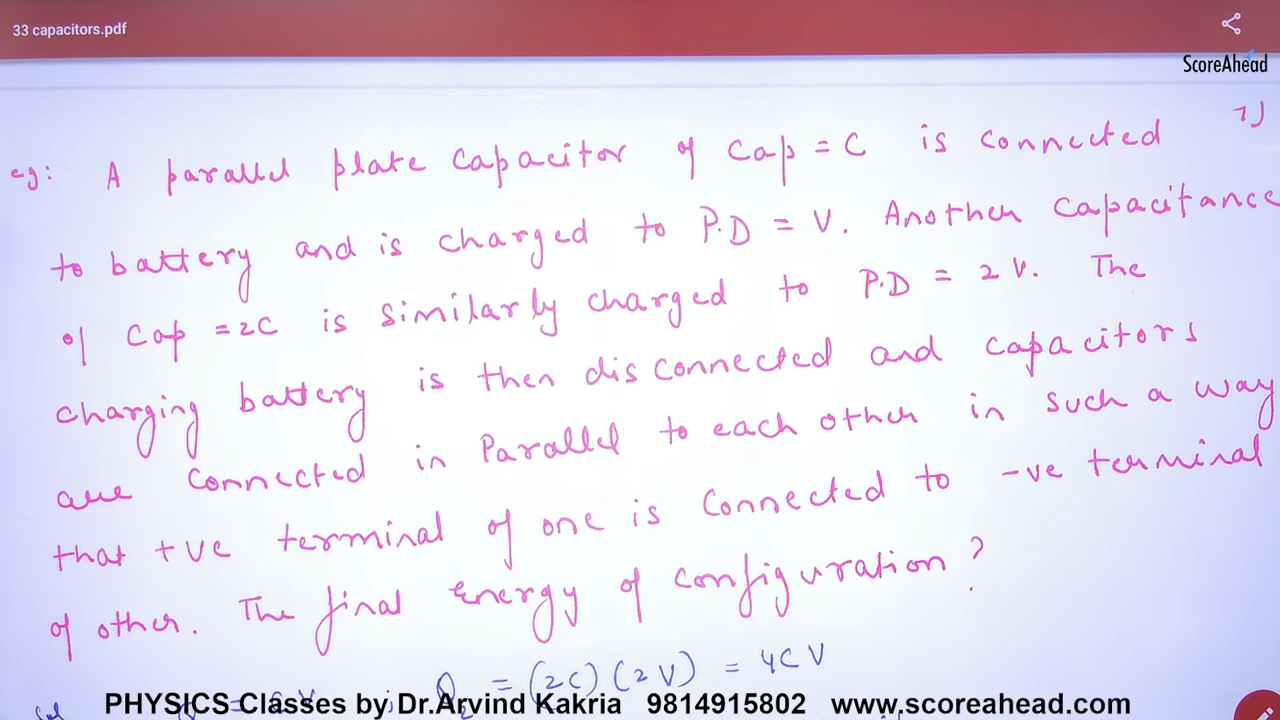 33 capacitors.pdf
ScoreAhead
1)
eg: A parallel plate capacitor of Cap = C is connected
to battery and is charged to P.D = V. Another capacitance
of Cap = 2C is similarly charged to P.D = 2V. The
charging battery is then disconnected and capacitors
are connected in Parallel to each other in such a way
that +ve terminal of one is connected to -ve terminal
of other. The final Energy of configuration?
Q2 = (2C)(2V) = 4CV
PHYSICS Classes by Dr.Arvind Kakria 9814915802 www.scoreahead.com